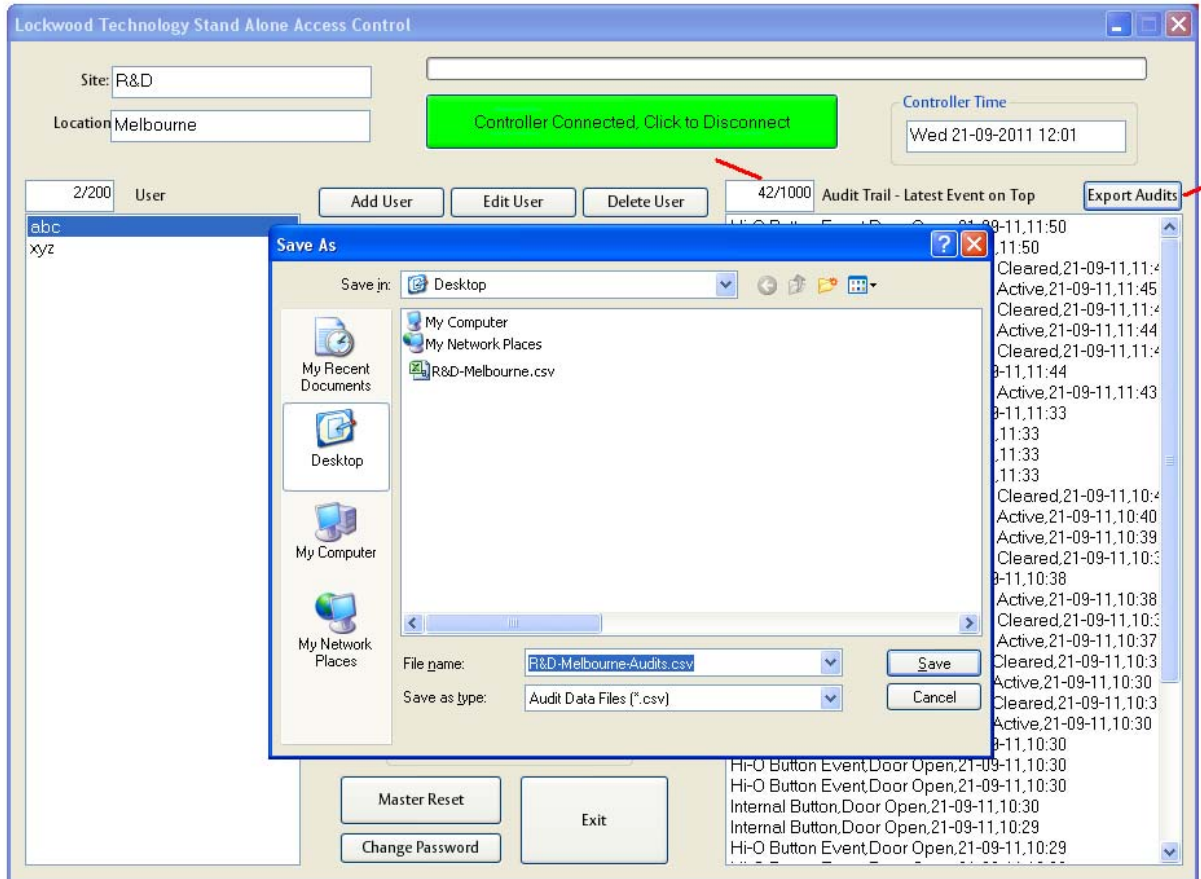 Lockwood Technology Stand Alone Access Control
Site: R&D
Location Melbourne
Controller Connected, Click to Disconnect
Controller Time
Wed 21-09-2011 12:01
2/200 User
Add User Edit User Delete User
42/1000 Audit Trail - Latest Event on Top
Export Audits
abc
xyz
Save As
Save in: Desktop
My Recent
Documents
Desktop
My Computer
My Network
Places
My Computer
My Network Places
R&D-Melbourne.csv
File name: R&D-Melbourne-Audits.csv
Save
Save as type: Audit Data Files (*.csv)
Cancel
Master Reset
Change Password
Exit
11,11:50
,11:50
Cleared,21-09-11,11:4
Active,21-09-11,11:45
Cleared,21-09-11,11:4
Active,21-09-11,11:44
Cleared,21-09-11,11:4
-11,11:44
Active,21-09-11,11:43
-11,11:33
,11:33
,11:33
,11:33
Cleared,21-09-11,10:4
Active,21-09-11,10:40
Active,21-09-11,10:39
Cleared,21-09-11,10:3
-11,10:38
Active,21-09-11,10:38
Cleared,21-09-11,10:3
Active,21-09-11,10:37
Cleared,21-09-11,10:3
Active,21-09-11,10:30
Cleared,21-09-11,10:3
Active,21-09-11,10:30
-11,10:30
Hi-O Button Event,Door Open,21-09-11,10:30
Hi-O Button Event,Door Open,21-09-11,10:30
Internal Button,Door Open,21-09-11,10:30
Internal Button,Door Open,21-09-11,10:29
Hi-O Button Event,Door Open,21-09-11,10:29